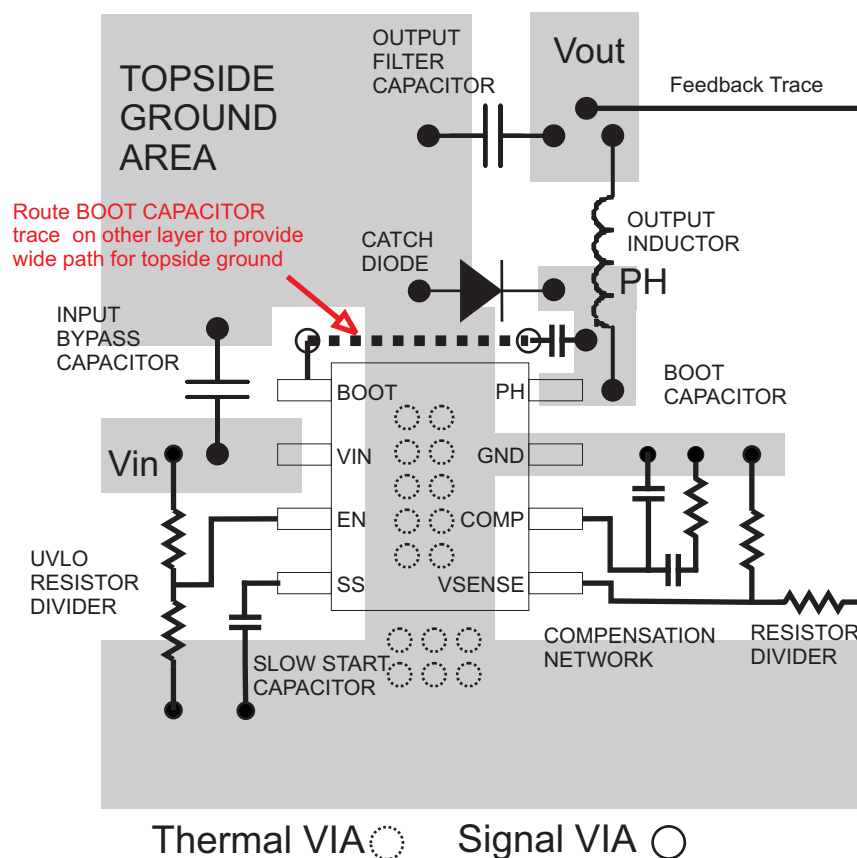 OUTPUT
FILTER
CAPACITOR
Vout
Feedback Trace
TOPSIDE
GROUND
AREA
Route BOOT CAPACITOR
trace on other layer to provide
wide path for topside ground
CATCH
DIODE
OUTPUT
INDUCTOR
PH
INPUT
BYPASS
CAPACITOR
BOOT
CAPACITOR
BOOT
PH
Vin
VIN
GND
EN
COMP
SS
VSENSE
UVLO
RESISTOR
DIVIDER
SLOW START
CAPACITOR
COMPENSATION
NETWORK
RESISTOR
DIVIDER
Thermal VIA
Signal VIA